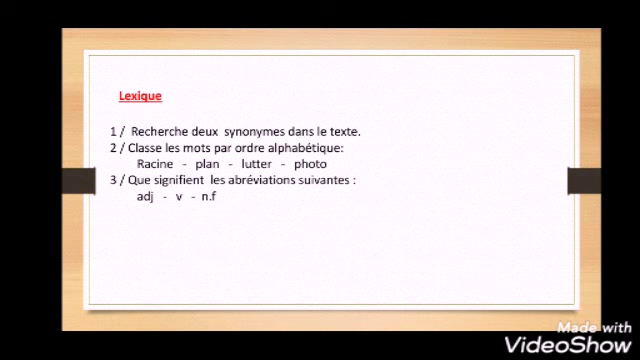 Lexique
1 / Recherche deux synonymes dans le texte.
2 / Classe les mots par ordre alphabétique:
Racine - plan - lutter - photo
3 / Que signifient les abréviations suivantes :
adj - v - n.f
Made with
VideoShow